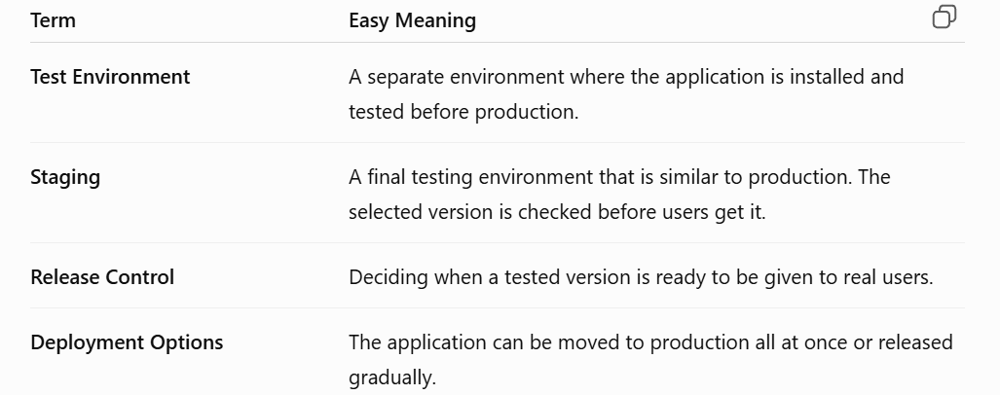 Term Easy Meaning
Test Environment A separate environment where the application is installed and
tested before production.
Staging A final testing environment that is similar to production. The
selected version is checked before users get it.
Release Control Deciding when a tested version is ready to be given to real users.
Deployment Options The application can be moved to production all at once or released
gradually.